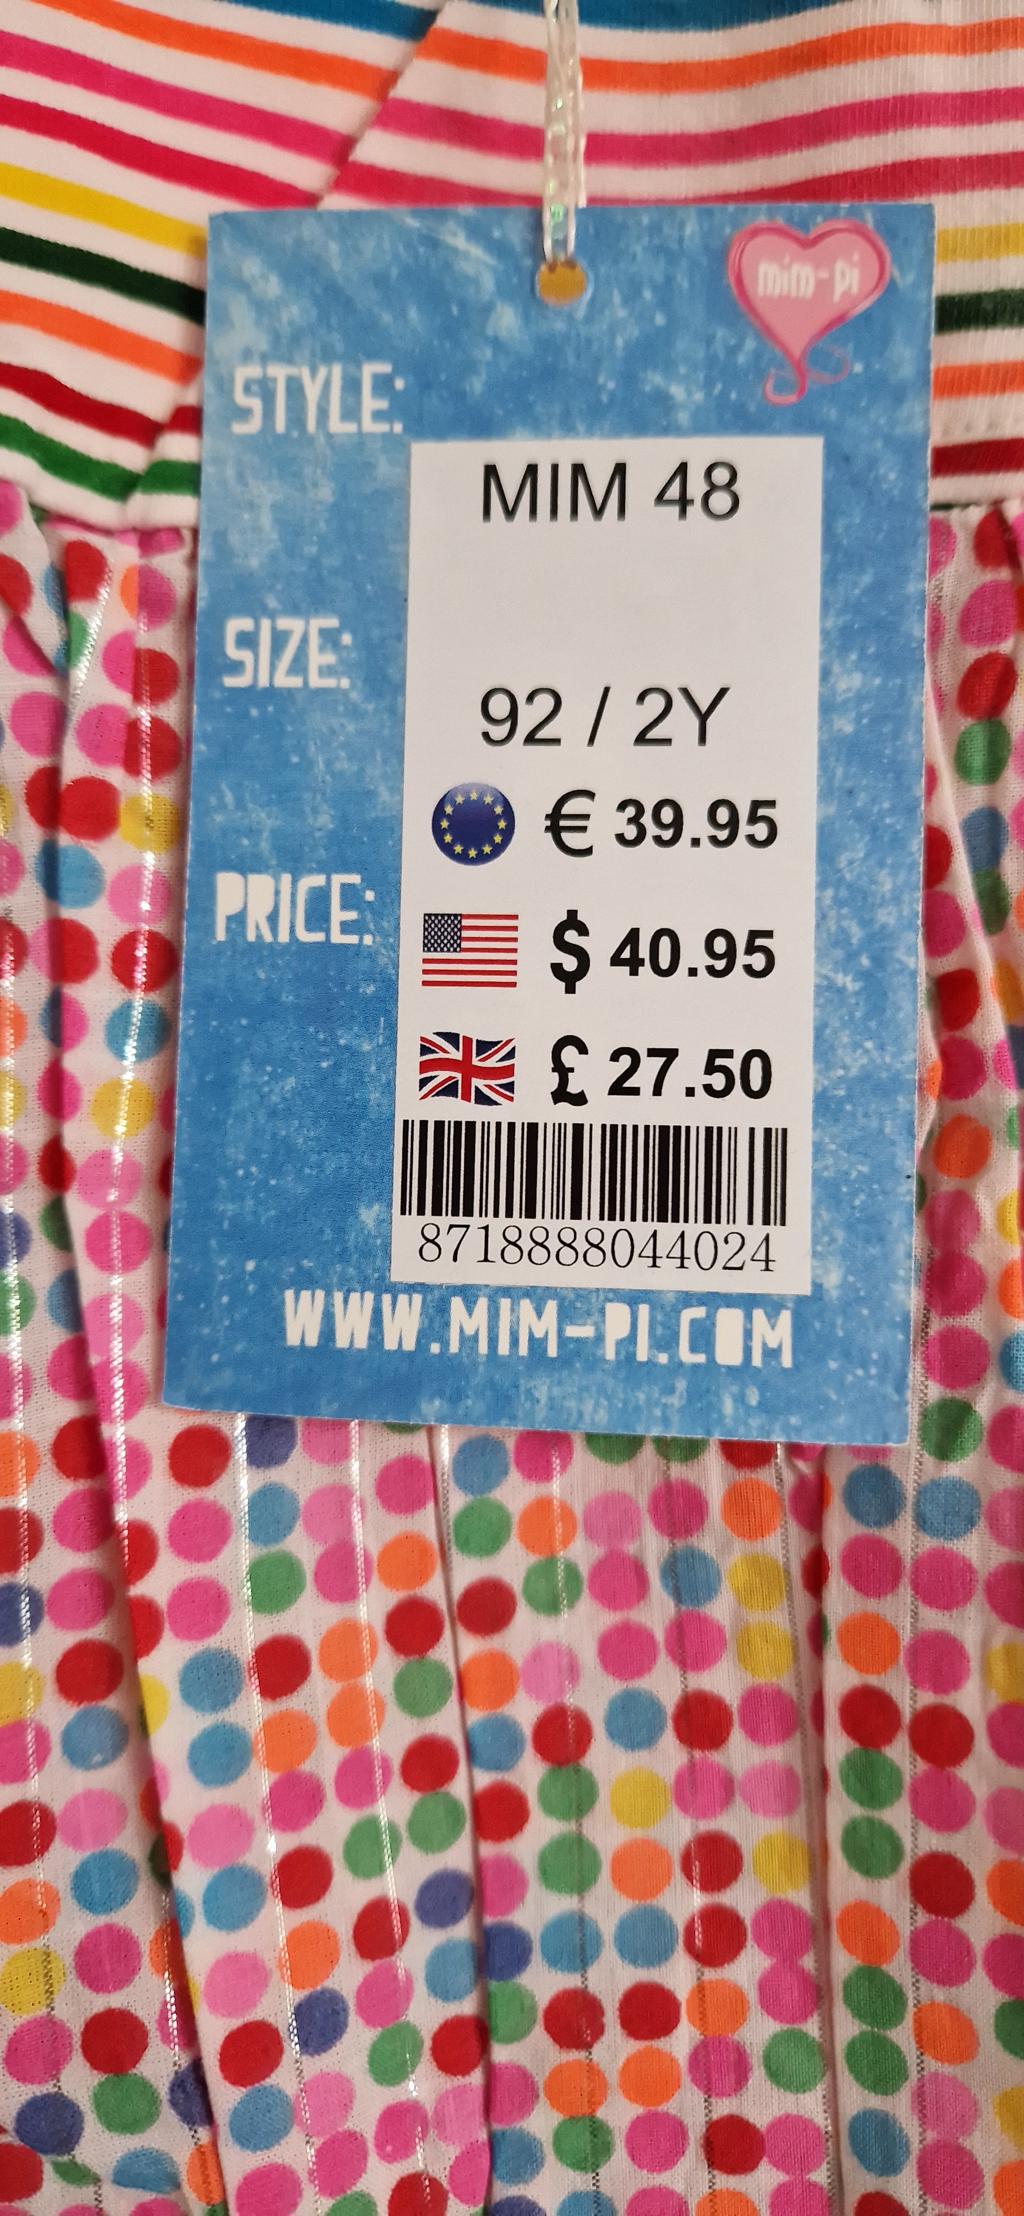 mim-pi
STYLE:
MIM 48
SIZE:
92 / 2Y
€ 39.95
PRICE:
$ 40.95
£ 27.50
8718888044024
WWW.MIM-PI.COM